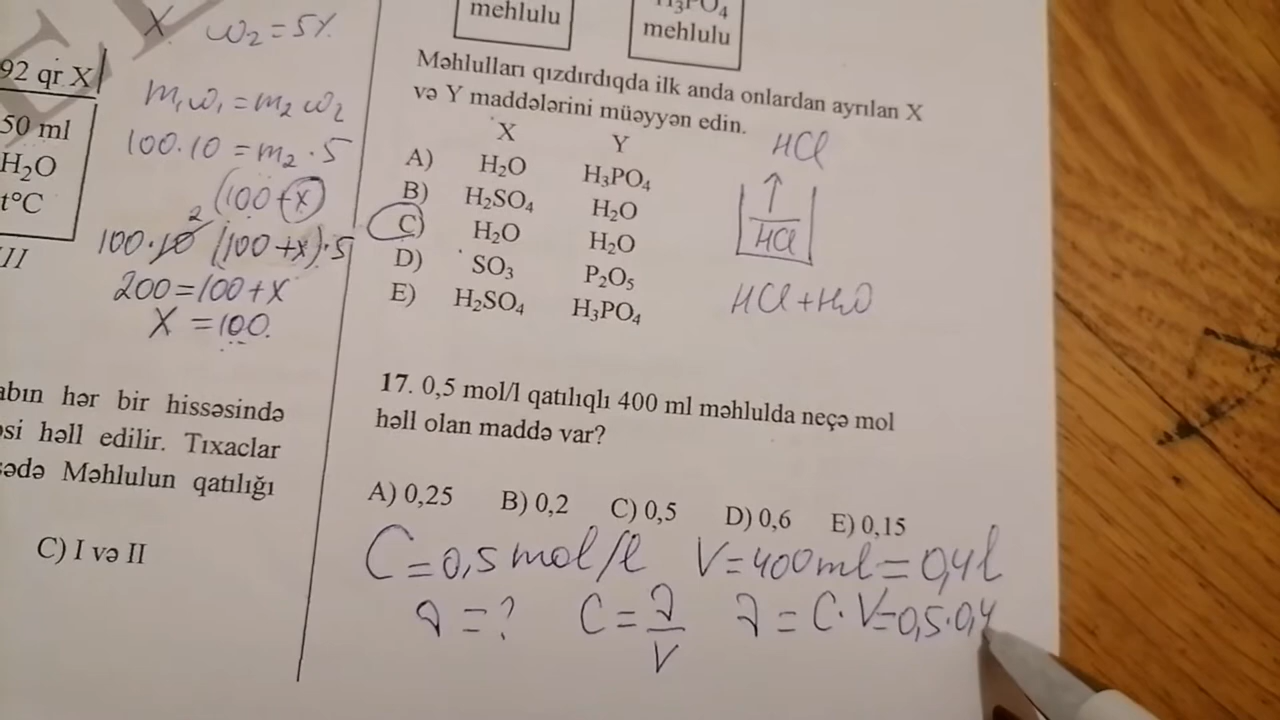 X ω₂=5%
92 qr X
50 ml
H₂O
t°C
II
m₁ω₁=m₂ω₂
100·10=m₂·5
(100+x)
2
100·10 (100+x)·5
200=100+x
X=100.
abın hər bir hissəsində
həll edilir. Tıxaclar
Məhlulun qatılığı
C) I və II
mehlulu
H₃PO₄
mehlulu
Məhlulları qızdırdıqda ilk anda onlardan ayrılan X
və Y maddələrini müəyyən edin.
X Y
A) H₂O H₃PO₄
B) H₂SO₄ H₂O
C) H₂O H₂O
D) SO₃ P₂O₅
E) H₂SO₄ H₃PO₄
HCl
HCl
HCl+H₂O
17. 0,5 mol/l qatılıqlı 400 ml məhlulda neçə mol
həll olan maddə var?
A) 0,25 B) 0,2 C) 0,5 D) 0,6 E) 0,15
C=0,5 mol/l V=400ml=0,4l
ϑ=? C=ϑ/V ϑ=C·V=0,5·0,4